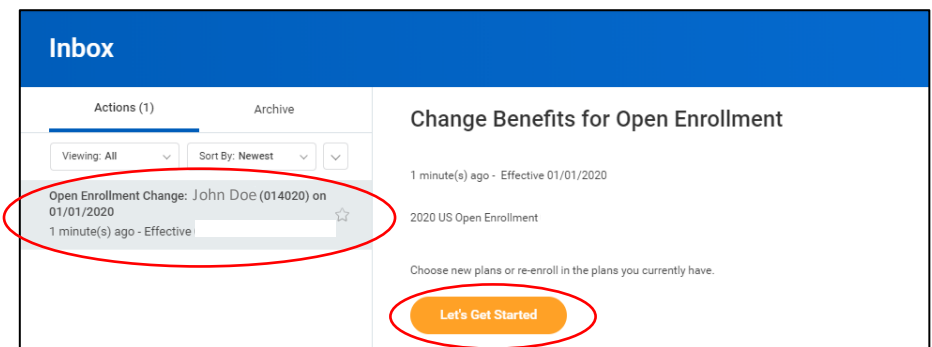 Inbox
Actions (1)
Archive
Viewing: All
Sort By: Newest
Open Enrollment Change: John Doe (014020) on
01/01/2020
1 minute(s) ago - Effective
Change Benefits for Open Enrollment
1 minute(s) ago - Effective 01/01/2020
2020 US Open Enrollment
Choose new plans or re-enroll in the plans you currently have.
Let's Get Started